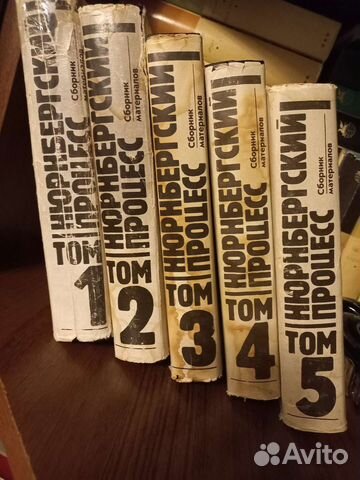 НЮРНБЕРГСКИЙ
ПРОЦЕСС
Сборник
материалов
ТОМ
1
НЮРНБЕРГСКИЙ
ПРОЦЕСС
Сборник
материалов
ТОМ
2
НЮРНБЕРГСКИЙ
ПРОЦЕСС
Сборник
материалов
ТОМ
3
НЮРНБЕРГСКИЙ
ПРОЦЕСС
Сборник
материалов
ТОМ
4
НЮРНБЕРГСКИЙ
ПРОЦЕСС
Сборник
материалов
ТОМ
5
Avito